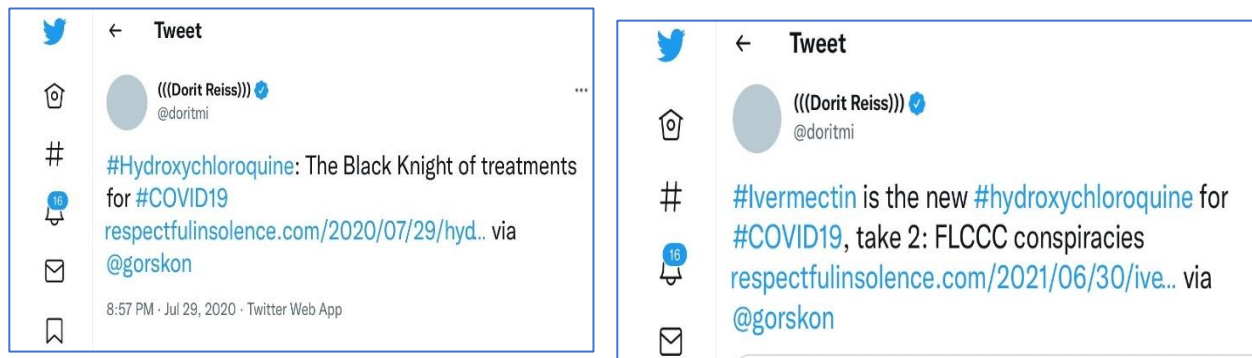 Tweet
(((Dorit Reiss)))
@doritmi
...
#Hydroxychloroquine: The Black Knight of treatments
for #COVID19
respectfulinsolence.com/2020/07/29/hyd... via
@gorskon
8:57 PM · Jul 29, 2020 · Twitter Web App
16
Tweet
(((Dorit Reiss)))
@doritmi
#Ivermectin is the new #hydroxychloroquine for
#COVID19, take 2: FLCCC conspiracies
respectfulinsolence.com/2021/06/30/ive... via
@gorskon
16